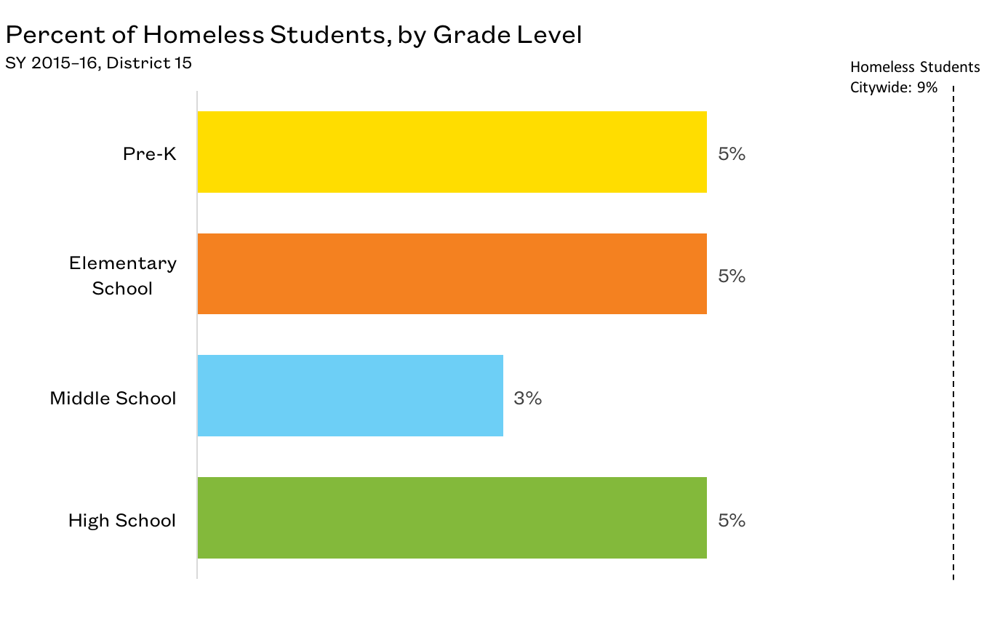 Percent of Homeless Students, by Grade Level
SY 2015–16, District 15
Homeless Students
Citywide: 9%
Pre-K
5%
Elementary
School
5%
Middle School
3%
High School
5%